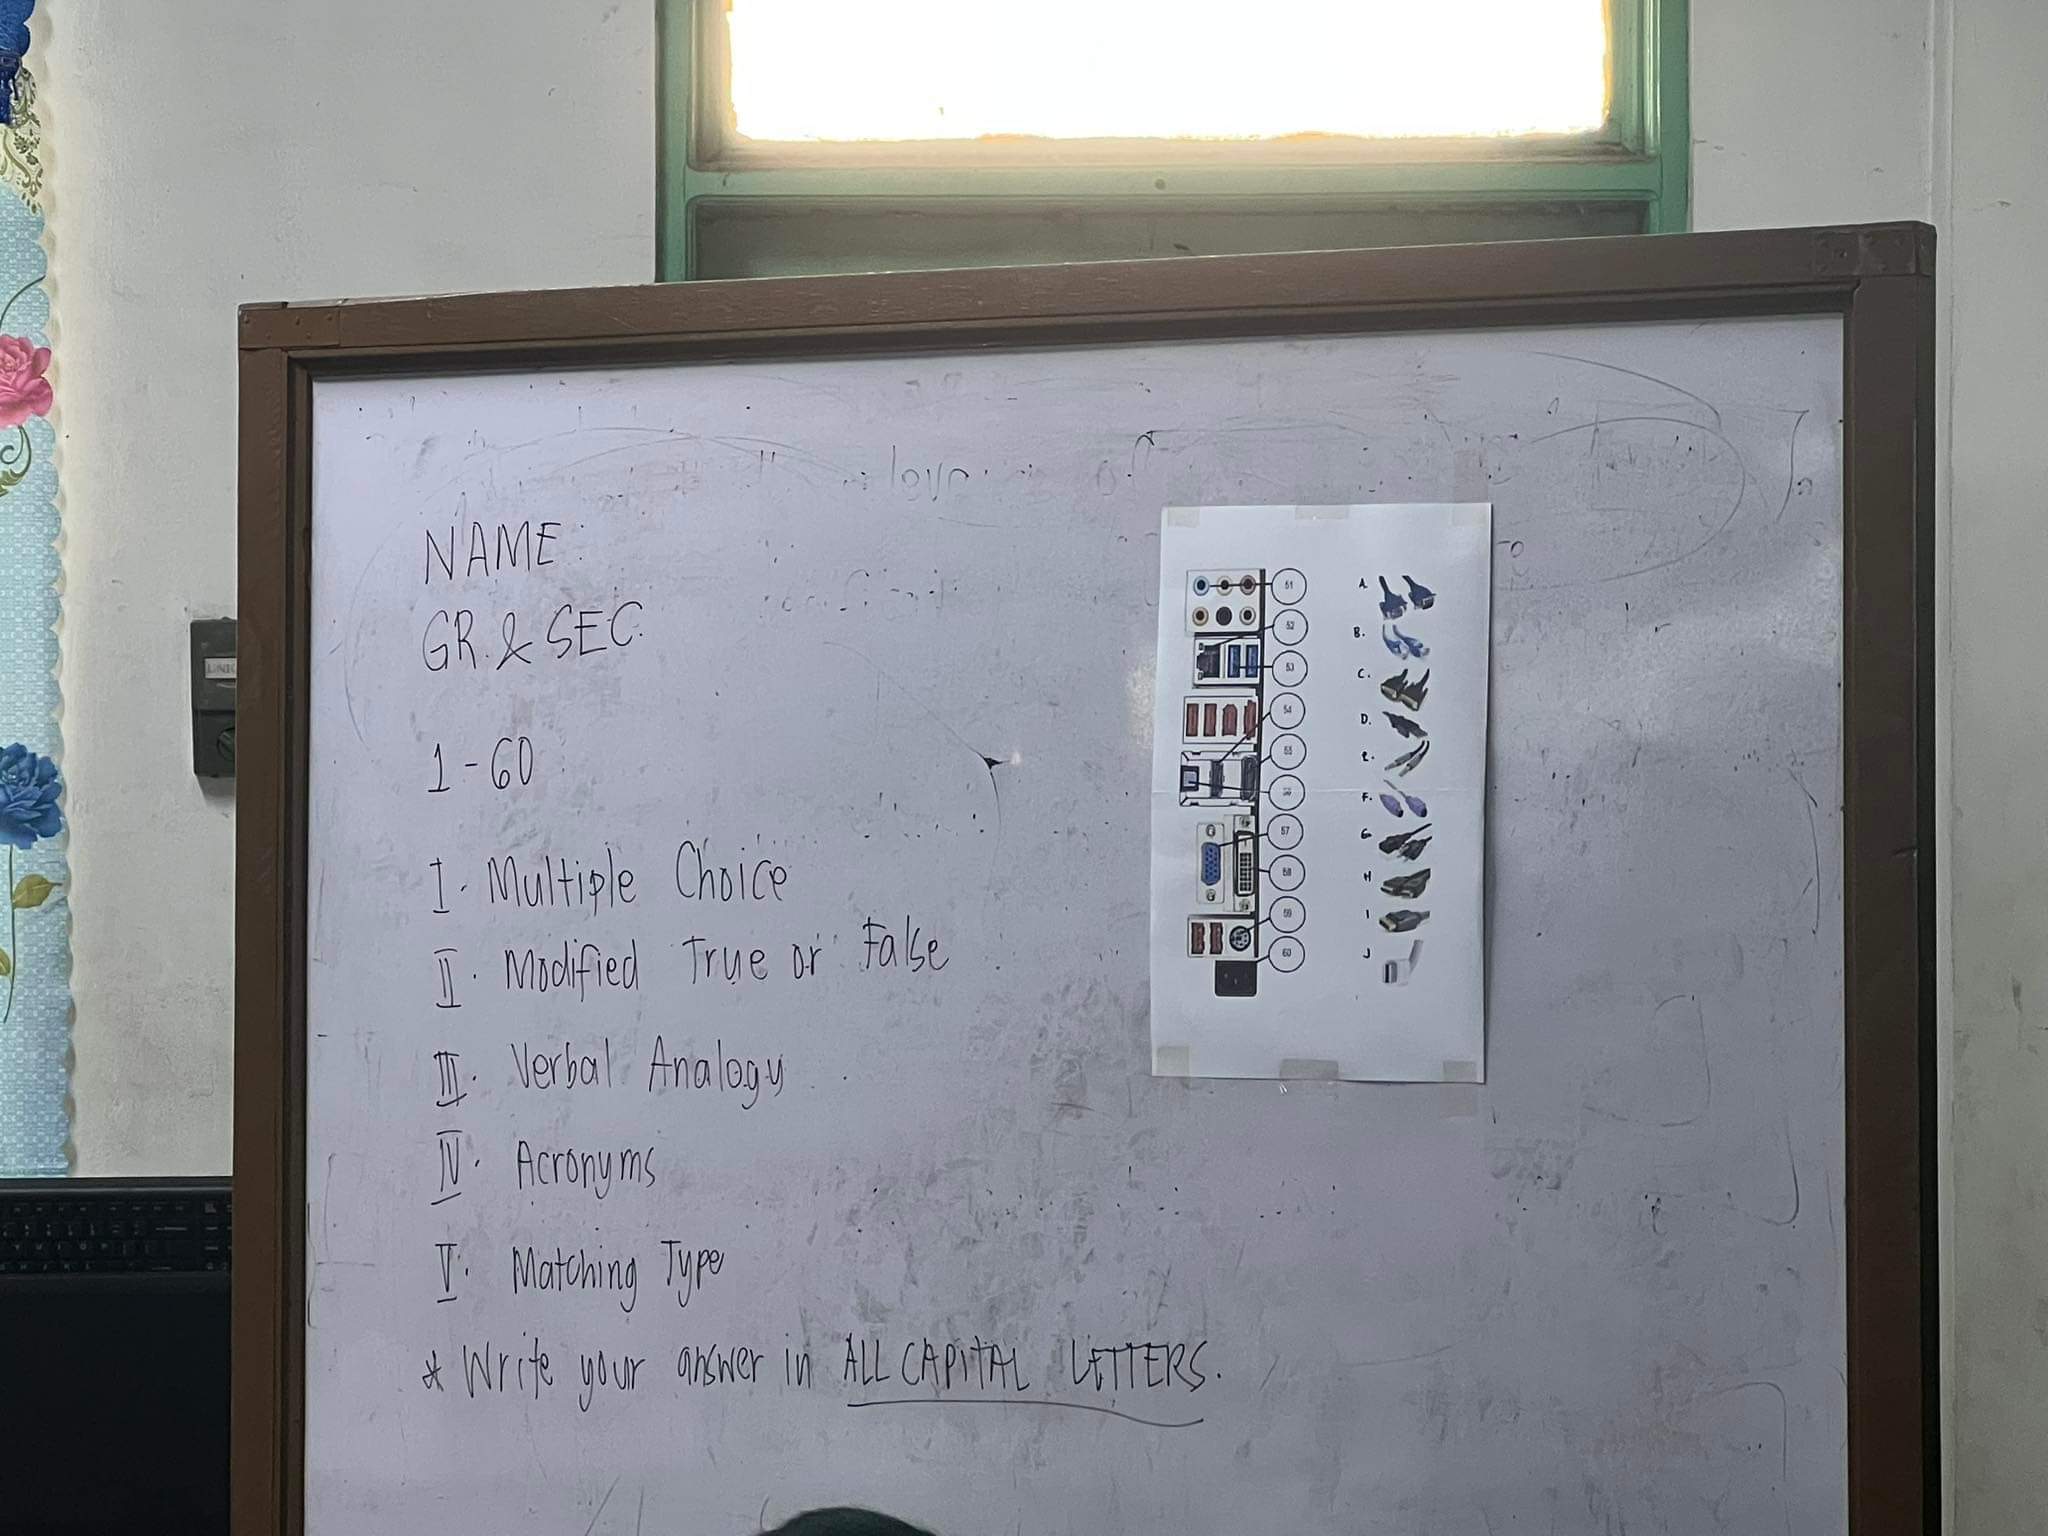 NAME:
GR. & SEC.
1 - 60
I. Multiple Choice
II. Modified True or False
III. Verbal Analogy
IV. Acronyms
V. Matching Type
* Write your answer in ALL CAPITAL LETTERS.
51
52
53
54
55
56
57
58
59
60
A.
B.
C.
D.
E.
F.
G.
H
I
J